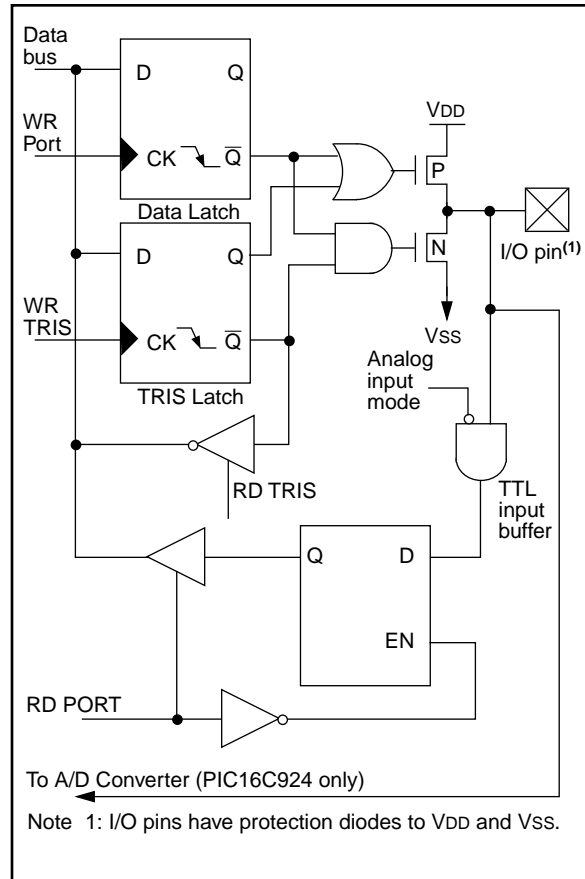 Data
bus
D
Q
VDD
WR
Port
CK
Q
P
Data Latch
D
Q
N
I/O pin(1)
WR
TRIS
CK
Q
VSS
Analog
input
mode
TRIS Latch
RD TRIS
TTL
input
buffer
Q
D
EN
RD PORT
To A/D Converter (PIC16C924 only)
Note 1: I/O pins have protection diodes to VDD and VSS.